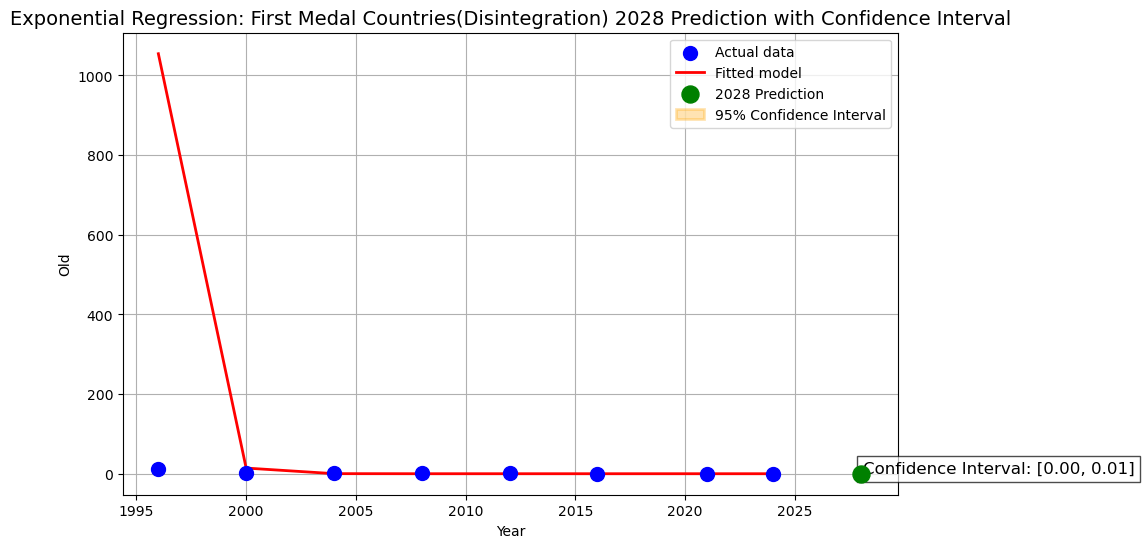 Exponential Regression: First Medal Countries(Disintegration) 2028 Prediction with Confidence Interval
Actual data
Fitted model
2028 Prediction
95% Confidence Interval
1000
800
600
400
200
0
Old
Confidence Interval: [0.00, 0.01]
1995
2000
2005
2010
2015
2020
2025
Year